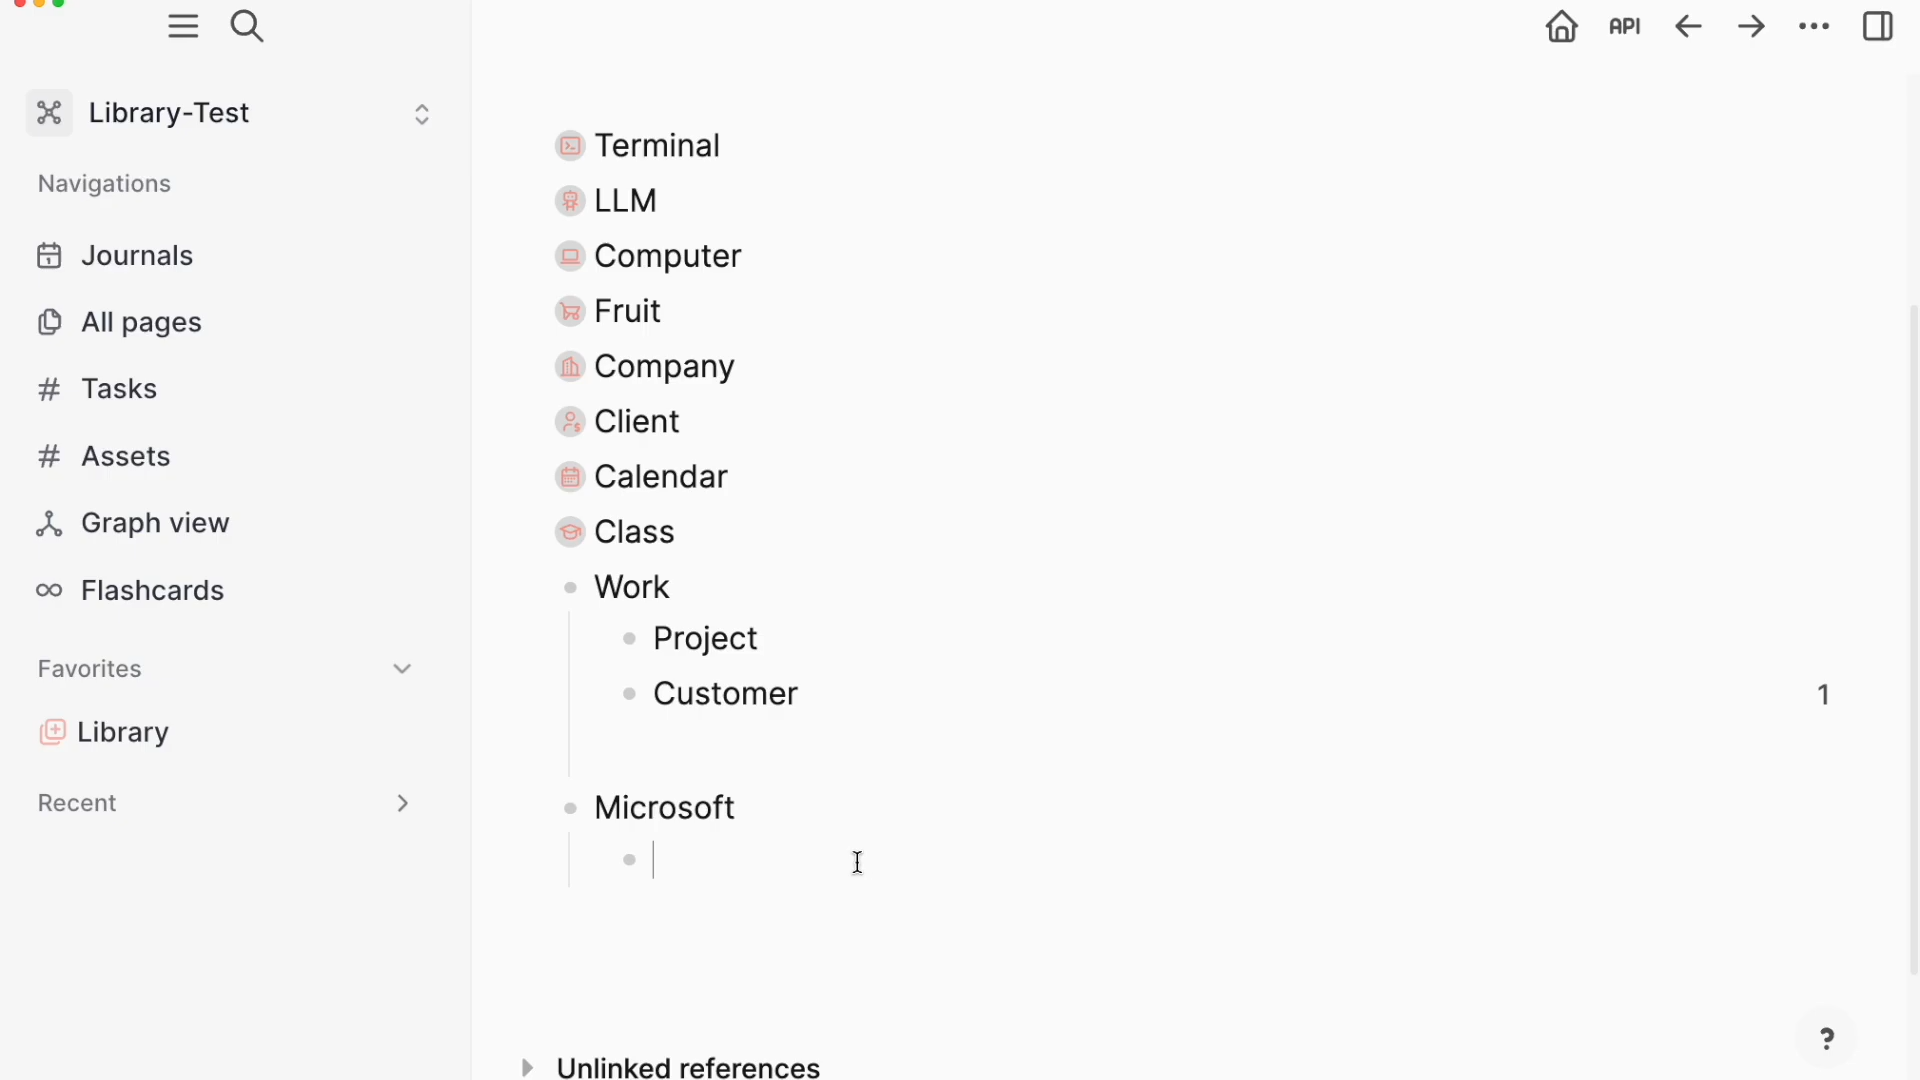 API
Library-Test
Navigations
Journals
All pages
Tasks
Assets
Graph view
Flashcards
Favorites
Library
Recent
Terminal
LLM
Computer
Fruit
Company
Client
Calendar
Class
Work
Project
Customer 1
Microsoft
Unlinked references
?